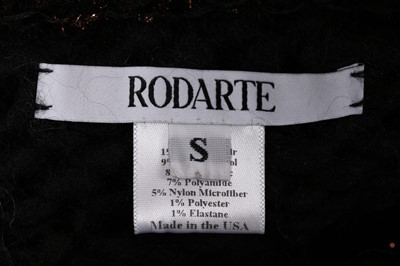 RODARTE
S
7% Polyamide
5% Nylon Microfiber
1% Polyester
1% Elastane
Made in the USA